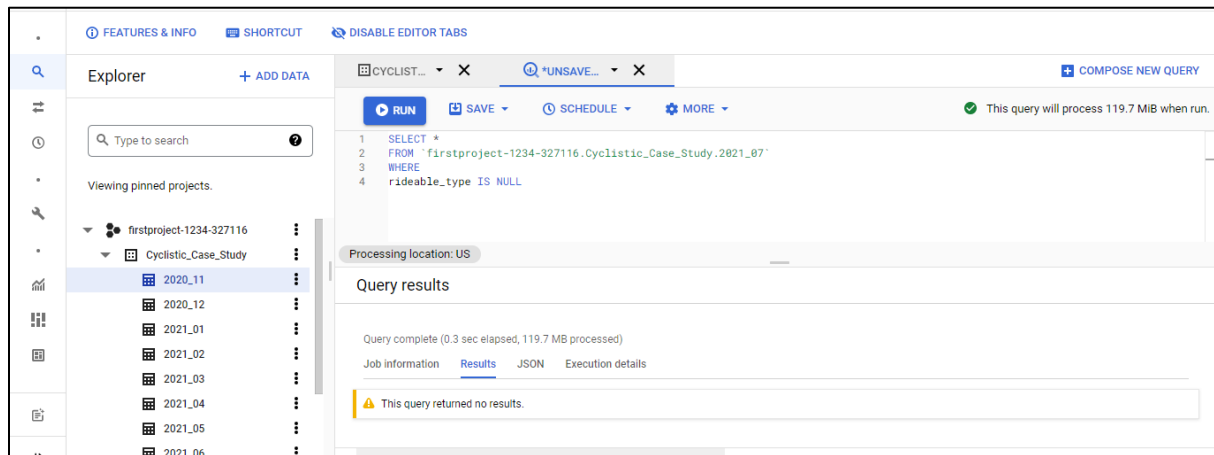 FEATURES & INFO SHORTCUT DISABLE EDITOR TABS
Explorer + ADD DATA
CYCLIST... *UNSAVE... COMPOSE NEW QUERY
RUN SAVE SCHEDULE MORE This query will process 119.7 MiB when run.
Type to search
Viewing pinned projects.
firstproject-1234-327116
Cyclistic_Case_Study
2020_11
2020_12
2021_01
2021_02
2021_03
2021_04
2021_05
2021_06
1 SELECT *
2 FROM `firstproject-1234-327116.Cyclistic_Case_Study.2021_07`
3 WHERE
4 rideable_type IS NULL
Processing location: US
Query results
Query complete (0.3 sec elapsed, 119.7 MB processed)
Job information Results JSON Execution details
This query returned no results.